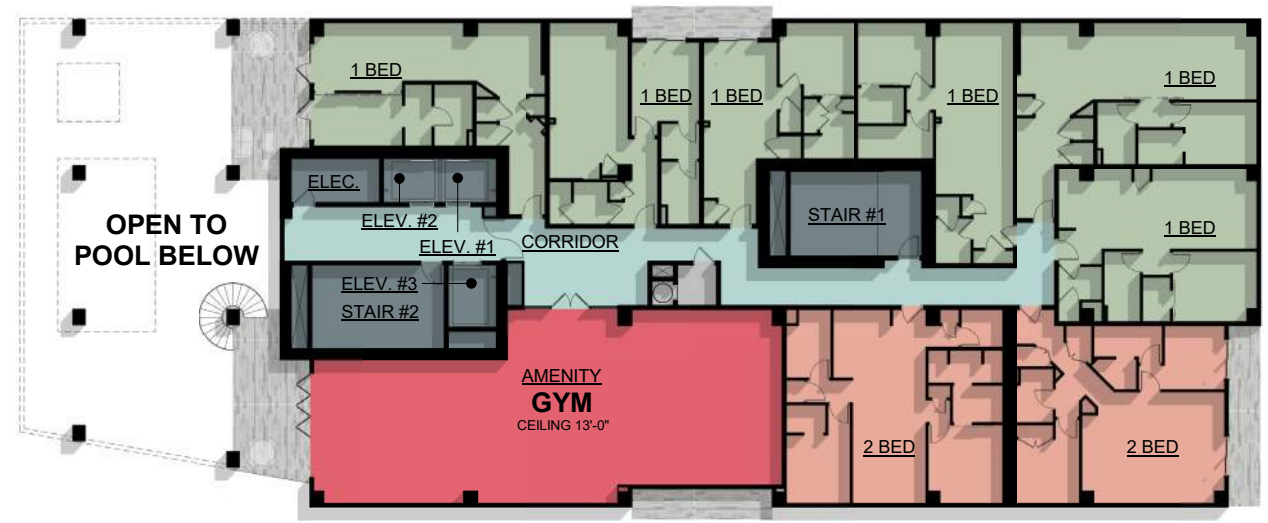 1 BED
1 BED
1 BED
1 BED
1 BED
ELEC.
ELEV. #2
ELEV. #1
CORRIDOR
STAIR #1
1 BED
OPEN TO
POOL BELOW
ELEV. #3
STAIR #2
AMENITY
GYM
CEILING 13'-0"
2 BED
2 BED